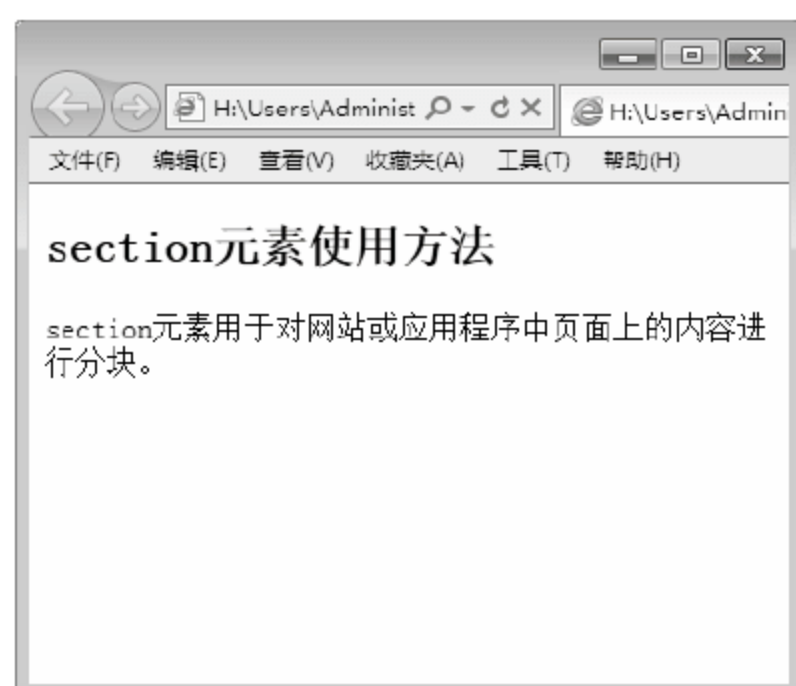 H:\Users\Administ
H:\Users\Admin
文件(F) 编辑(E) 查看(V) 收藏夹(A) 工具(T) 帮助(H)
section元素使用方法
section元素用于对网站或应用程序中页面上的内容进
行分块。